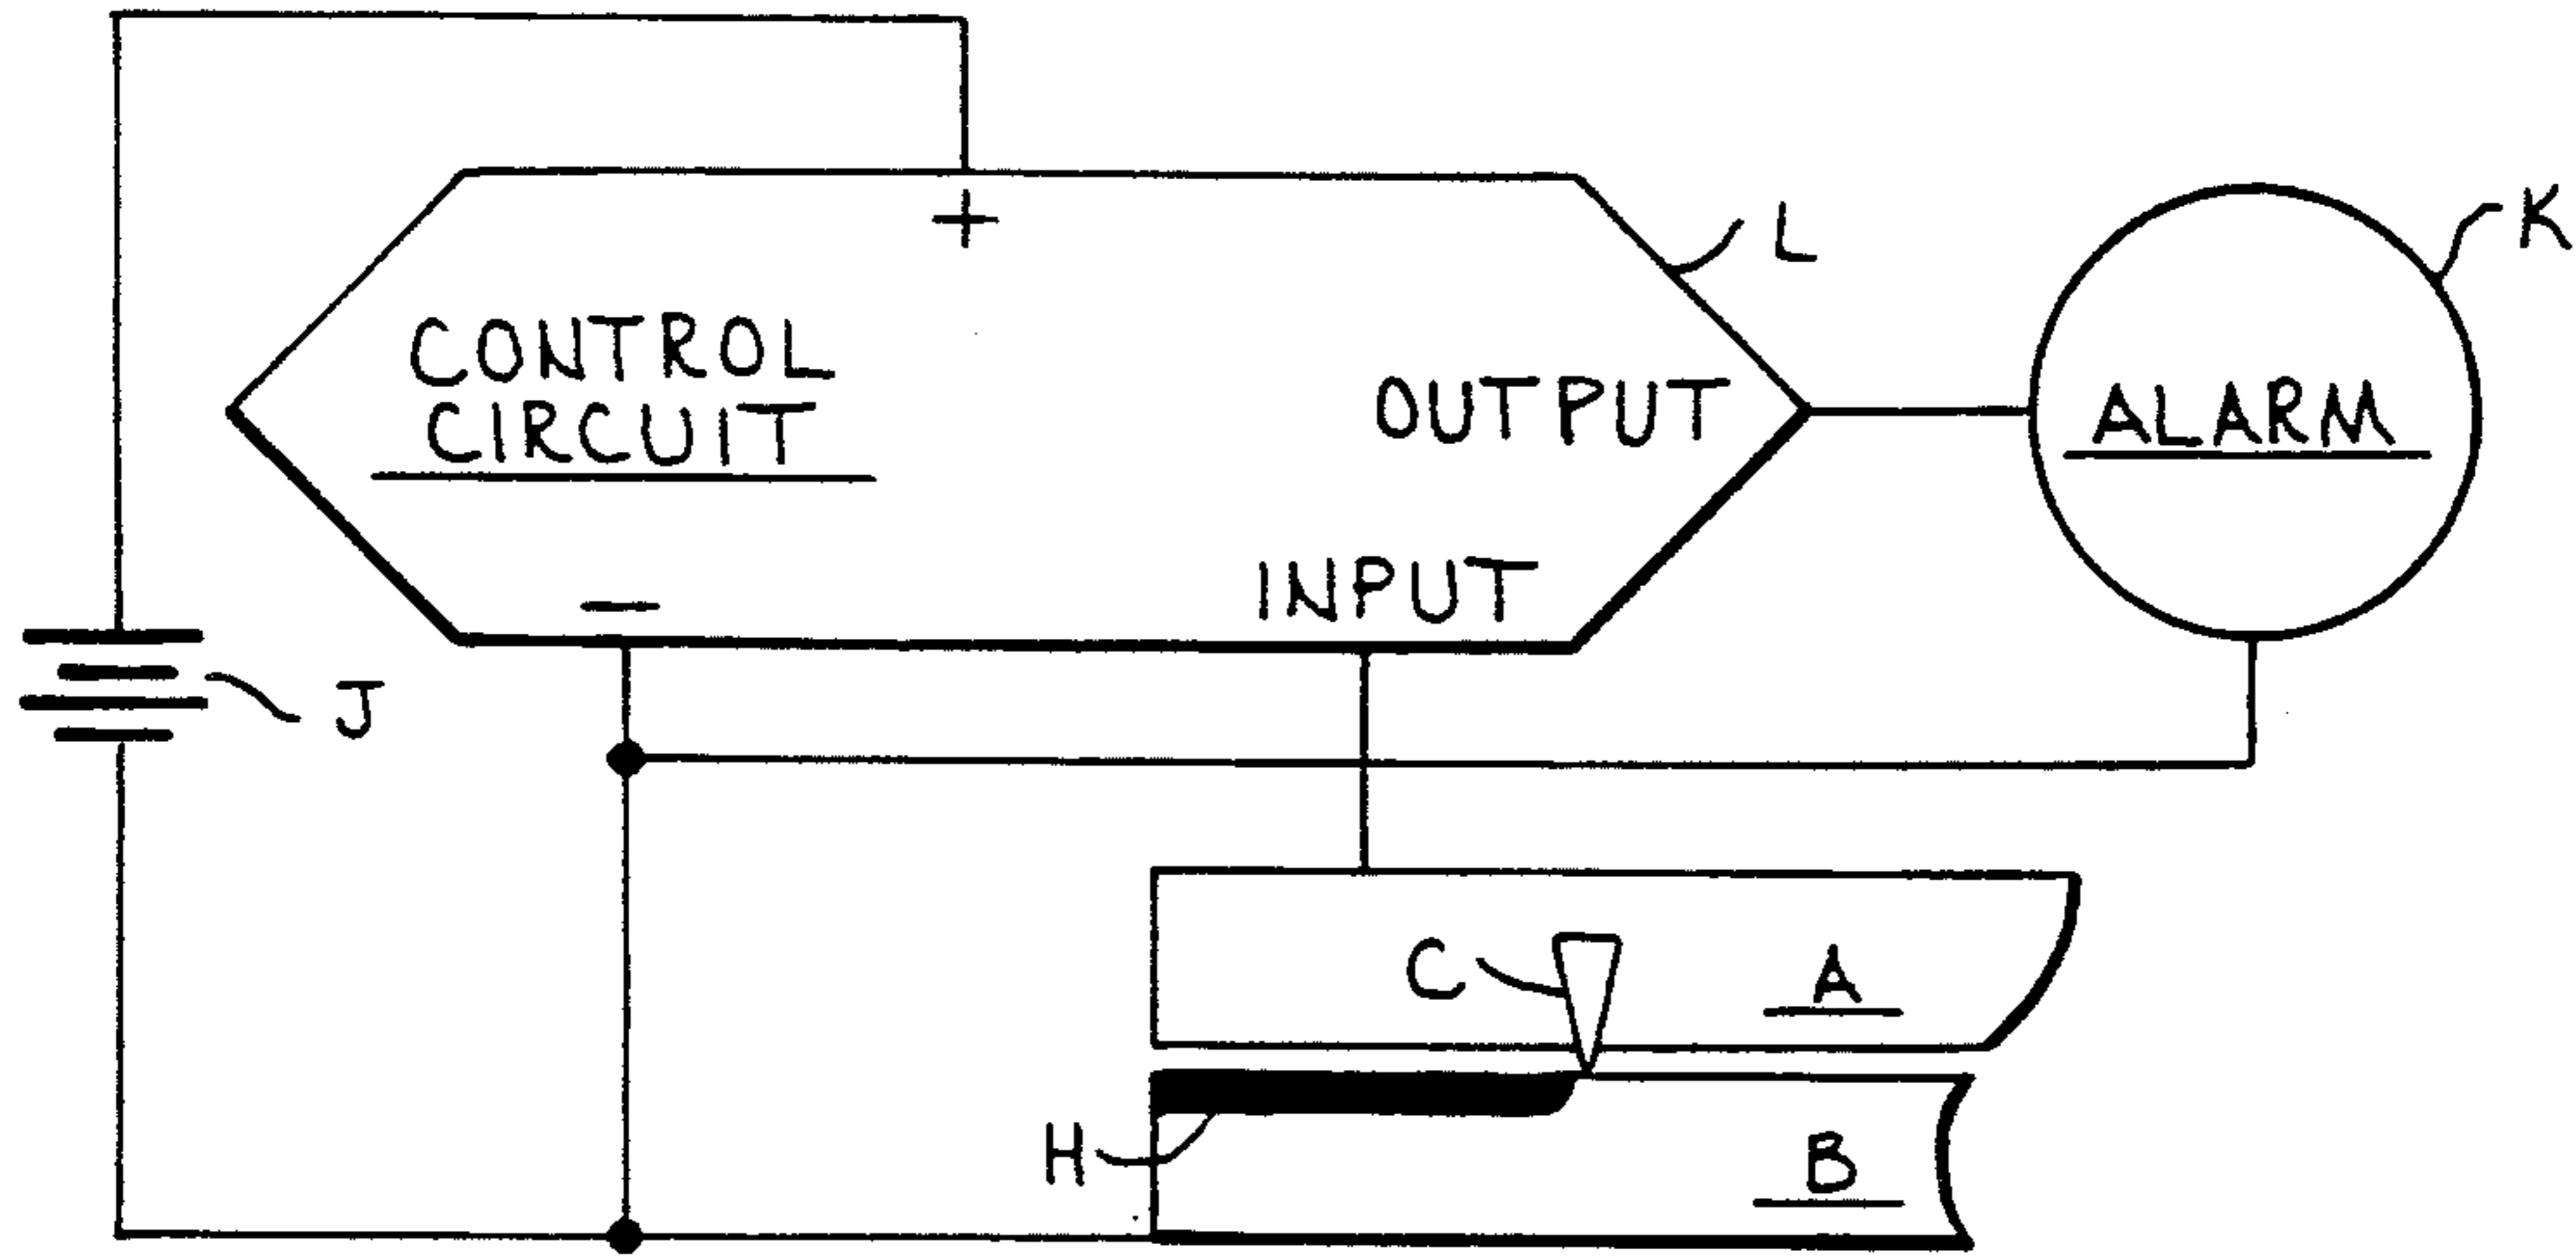 +
L
K
CONTROL
CIRCUIT
OUTPUT
ALARM
INPUT
−
J
C
A
H
B